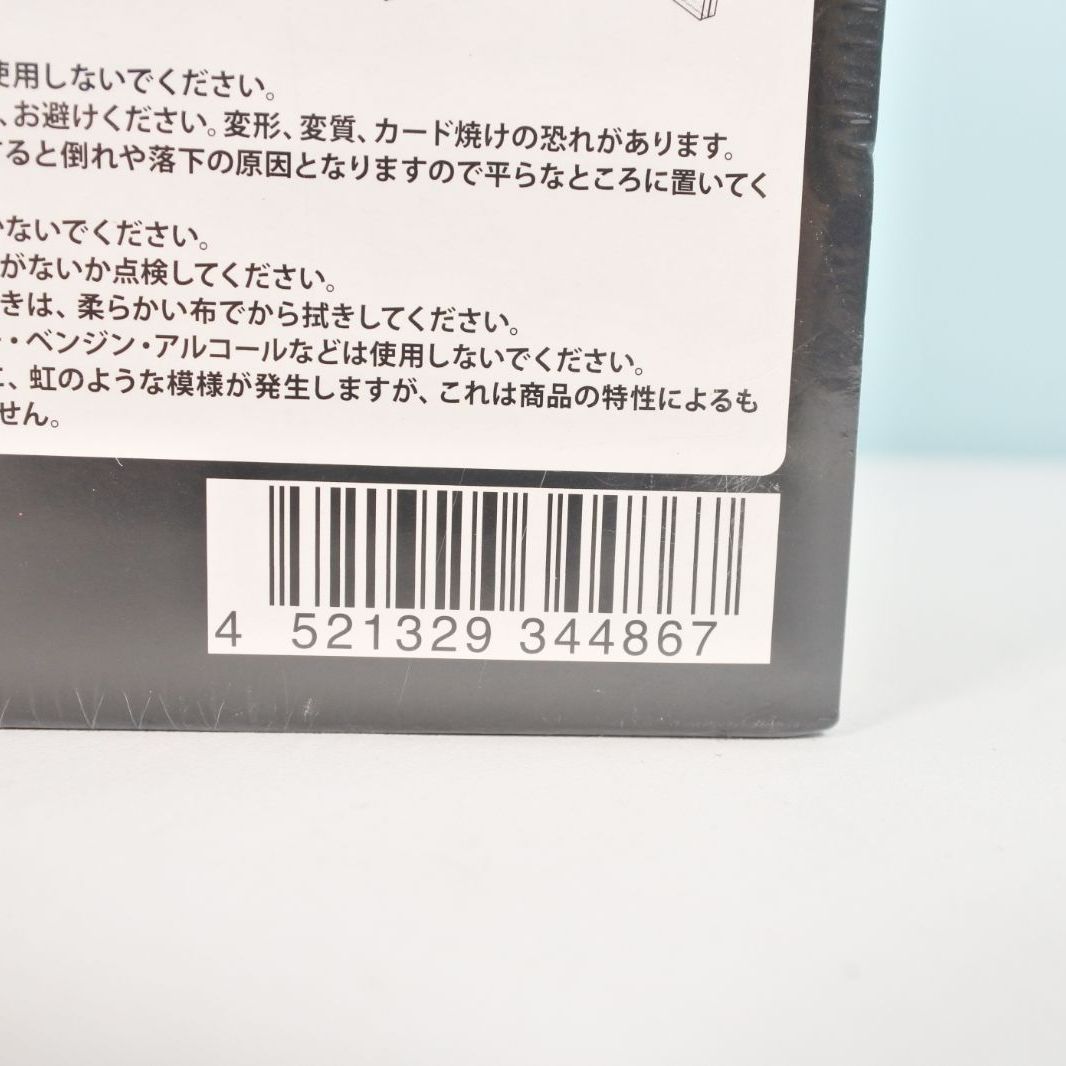 使用しないでください。
、お避けください。変形、変質、カード焼けの恐れがあります。
ると倒れや落下の原因となりますので平らなところに置いてく
ないでください。
がないか点検してください。
きは、柔らかい布でから拭きしてください。
・ベンジン・アルコールなどは使用しないでください。
、虹のような模様が発生しますが、これは商品の特性によるも
せん。
4 521329 344867